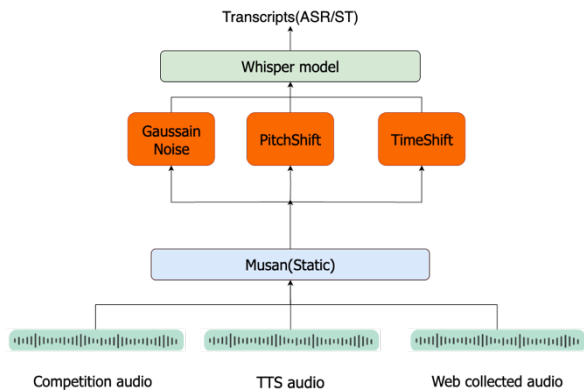 Transcripts(ASR/ST)
Whisper model
Gaussain
Noise
PitchShift
TimeShift
Musan(Static)
Competition audio
TTS audio
Web collected audio